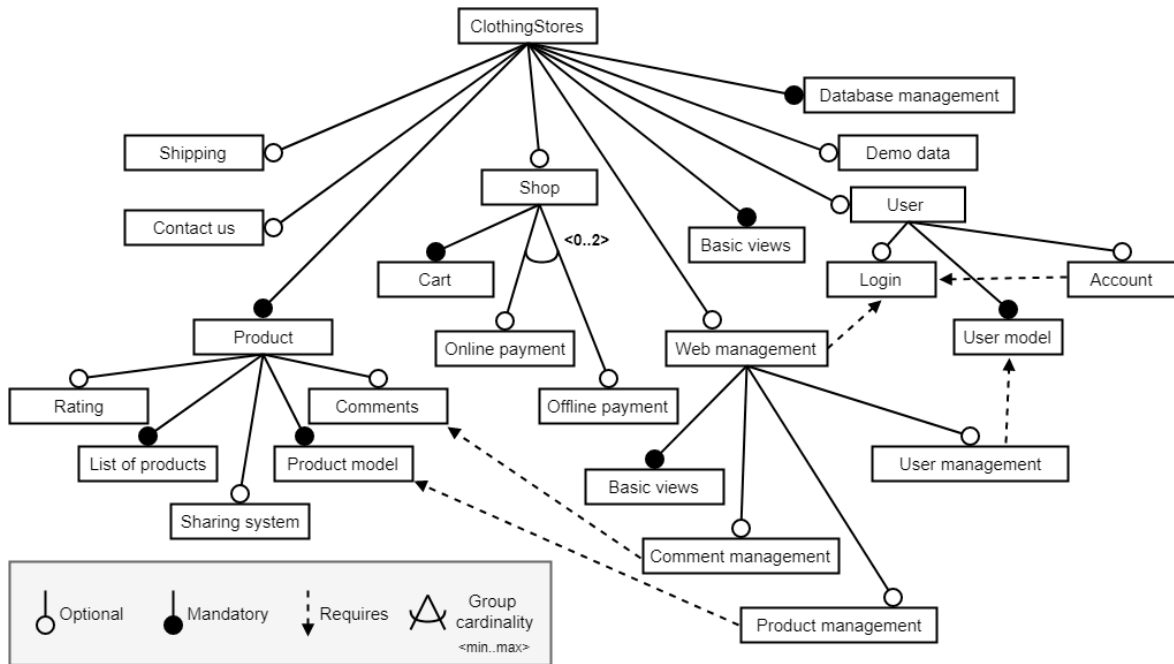 ClothingStores
Database management
Shipping
Demo data
Shop
User
Contact us
<0..2>
Basic views
Cart
Login
Account
Product
Online payment
Web management
User model
Rating
Comments
Offline payment
List of products
Product model
User management
Basic views
Sharing system
Comment management
Product management
Optional
Mandatory
Requires
Group
cardinality
<min..max>